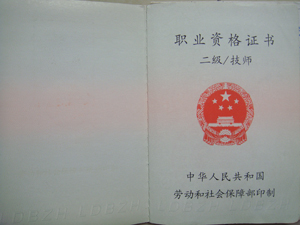 职业资格证书
二级/技师
中华人民共和国
劳动和社会保障部印制